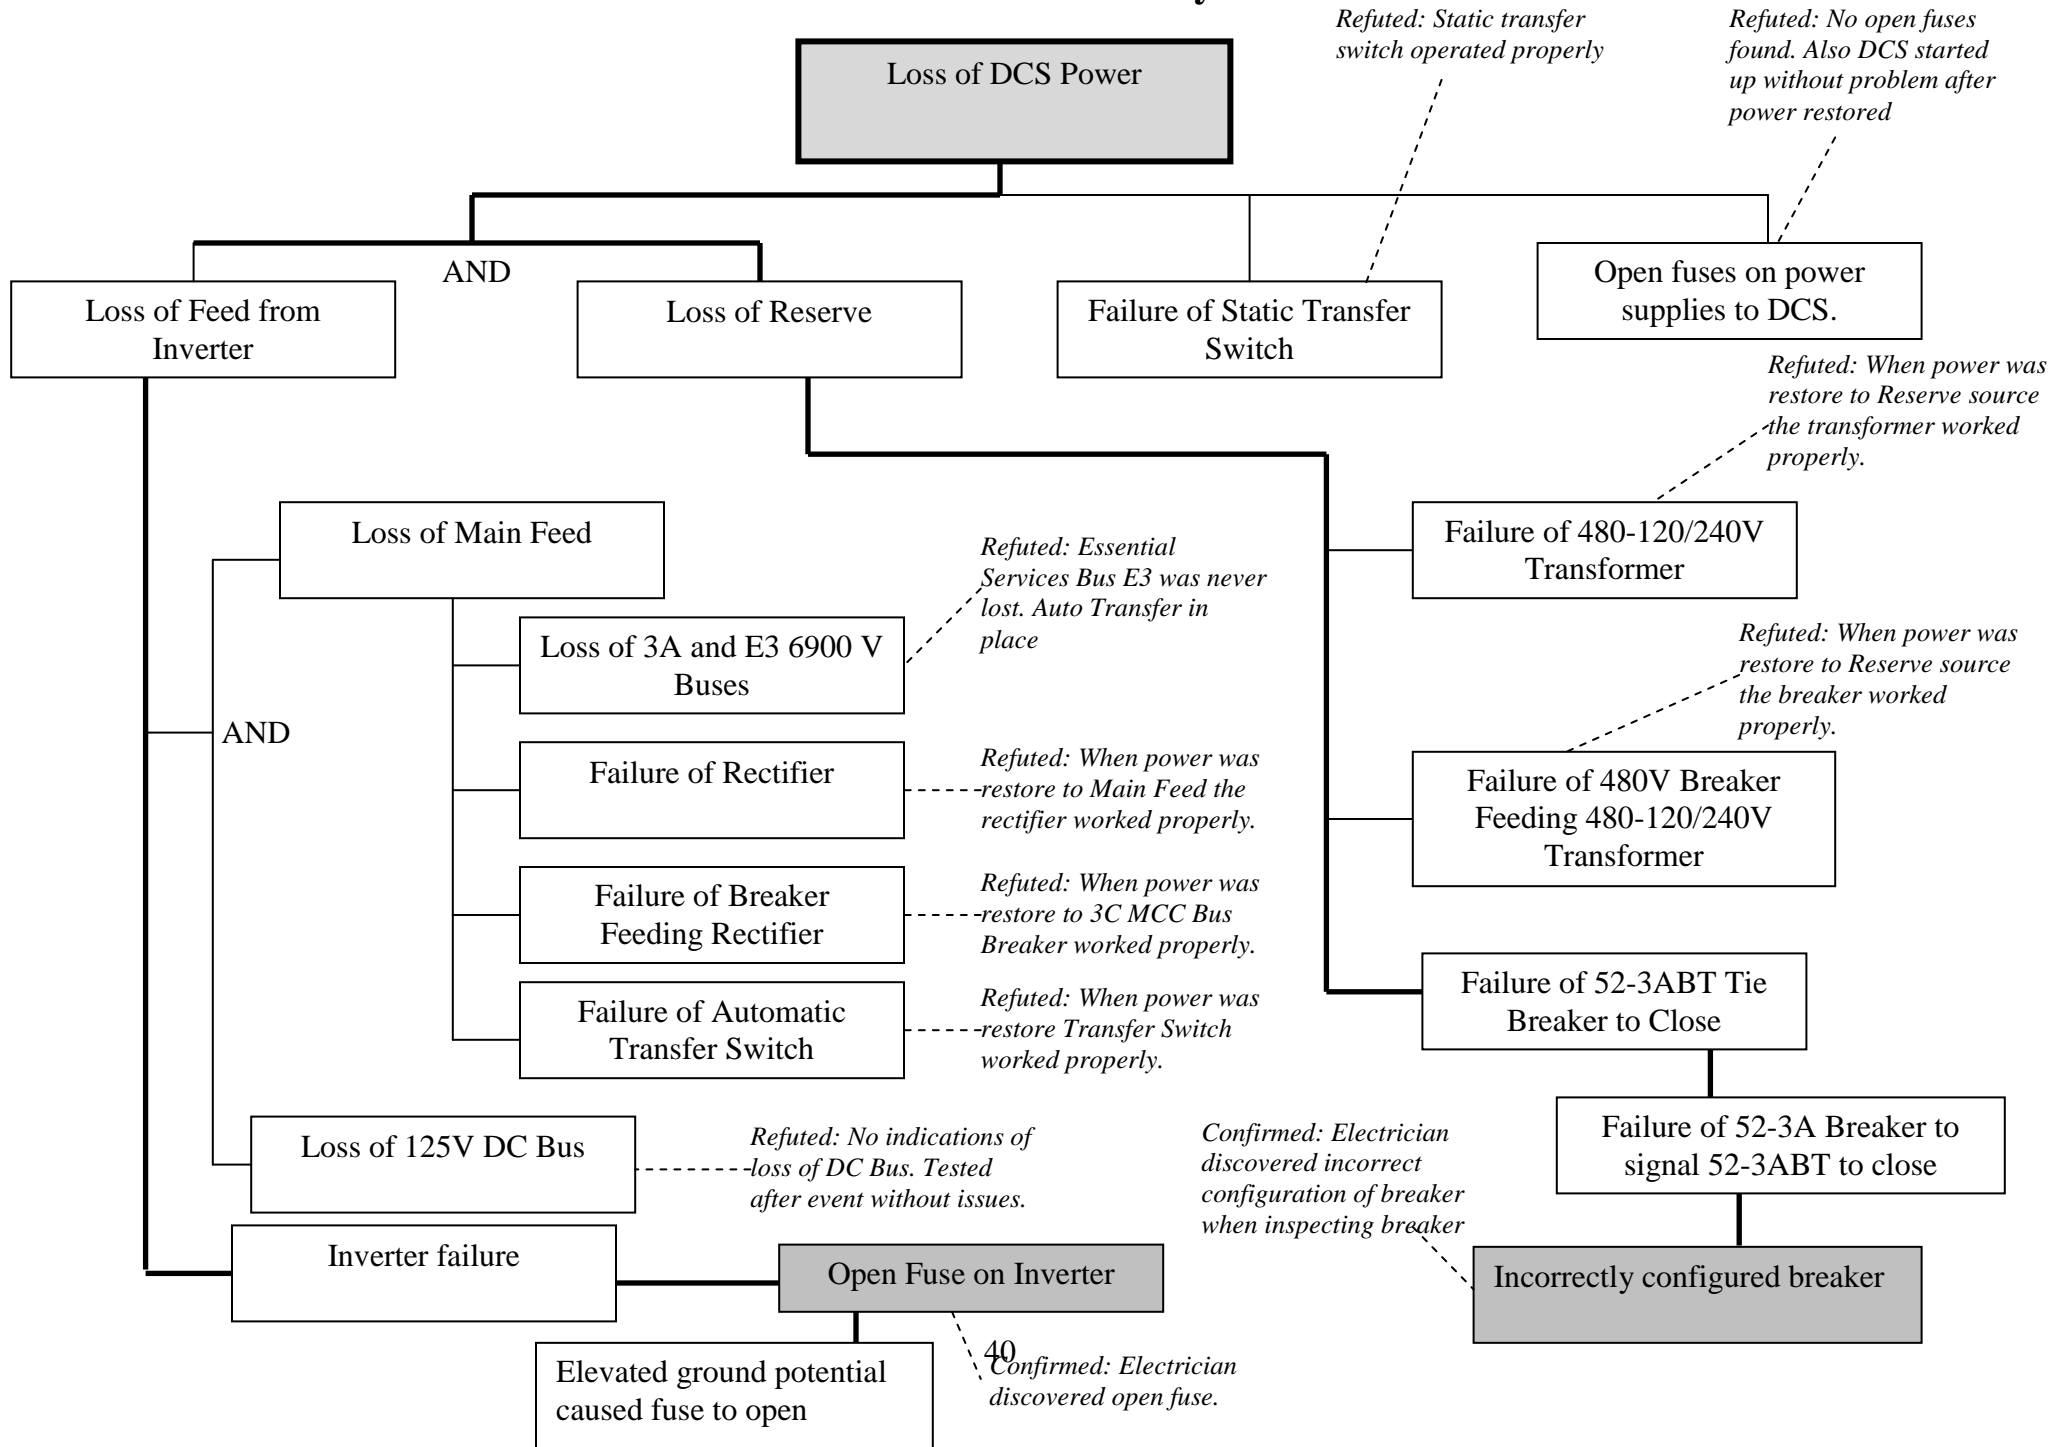 Refuted: Static transfer
switch operated properly
Refuted: No open fuses
found. Also DCS started
up without problem after
power restored
Loss of DCS Power
AND
Loss of Feed from
Inverter
Loss of Reserve
Failure of Static Transfer
Switch
Open fuses on power
supplies to DCS.
Refuted: When power was
restore to Reserve source
the transformer worked
properly.
Loss of Main Feed
Failure of 480-120/240V
Transformer
Refuted: Essential
Services Bus E3 was never
lost. Auto Transfer in
place
Loss of 3A and E3 6900 V
Buses
Refuted: When power was
restore to Reserve source
the breaker worked
properly.
AND
Failure of Rectifier
Refuted: When power was
restore to Main Feed the
rectifier worked properly.
Failure of 480V Breaker
Feeding 480-120/240V
Transformer
Failure of Breaker
Feeding Rectifier
Refuted: When power was
restore to 3C MCC Bus
Breaker worked properly.
Failure of Automatic
Transfer Switch
Refuted: When power was
restore Transfer Switch
worked properly.
Failure of 52-3ABT Tie
Breaker to Close
Loss of 125V DC Bus
Refuted: No indications of
loss of DC Bus. Tested
after event without issues.
Confirmed: Electrician
discovered incorrect
configuration of breaker
when inspecting breaker
Failure of 52-3A Breaker to
signal 52-3ABT to close
Inverter failure
Open Fuse on Inverter
Incorrectly configured breaker
Elevated ground potential
caused fuse to open
40
Confirmed: Electrician
discovered open fuse.